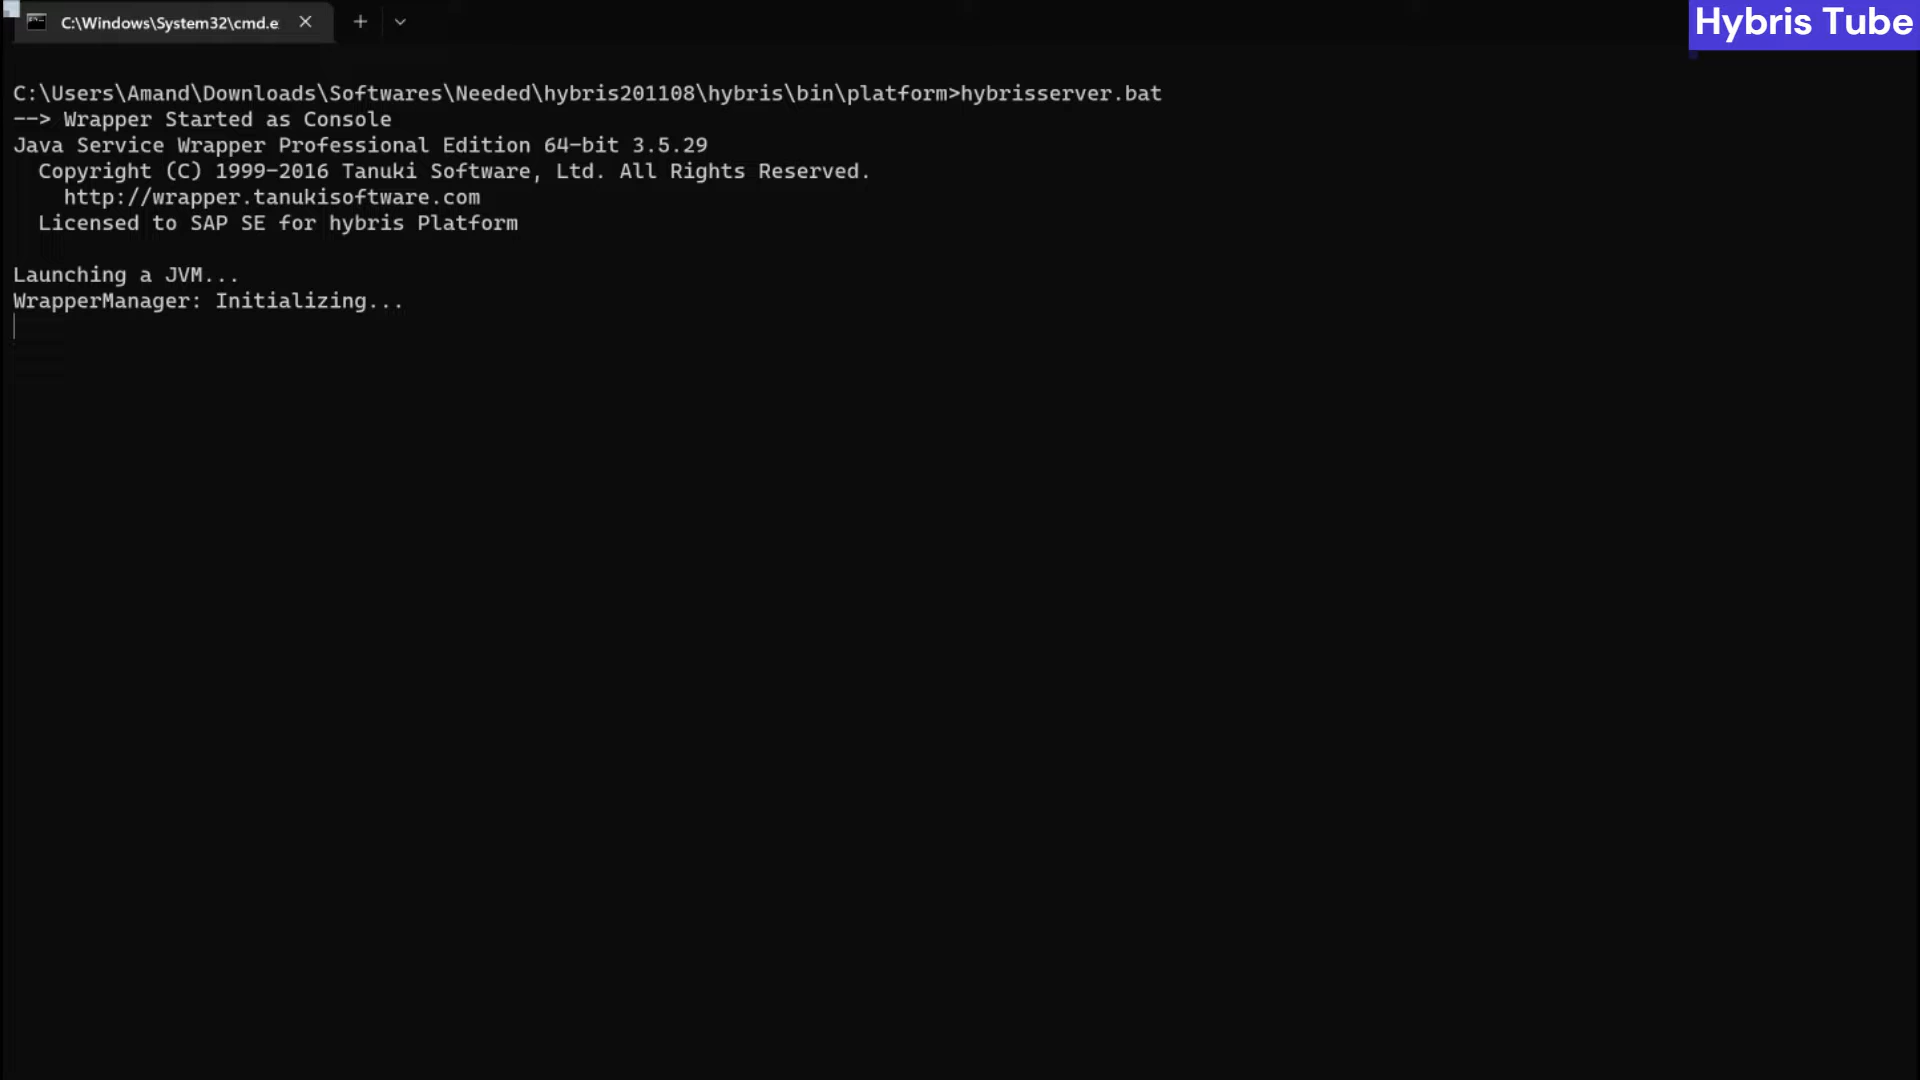 C:\Windows\System32\cmd.e
Hybris Tube
C:\Users\Amand\Downloads\Softwares\Needed\hybris201108\hybris\bin\platform>hybrisserver.bat
--> Wrapper Started as Console
Java Service Wrapper Professional Edition 64-bit 3.5.29
Copyright (C) 1999-2016 Tanuki Software, Ltd. All Rights Reserved.
http://wrapper.tanukisoftware.com
Licensed to SAP SE for hybris Platform
Launching a JVM...
WrapperManager: Initializing...